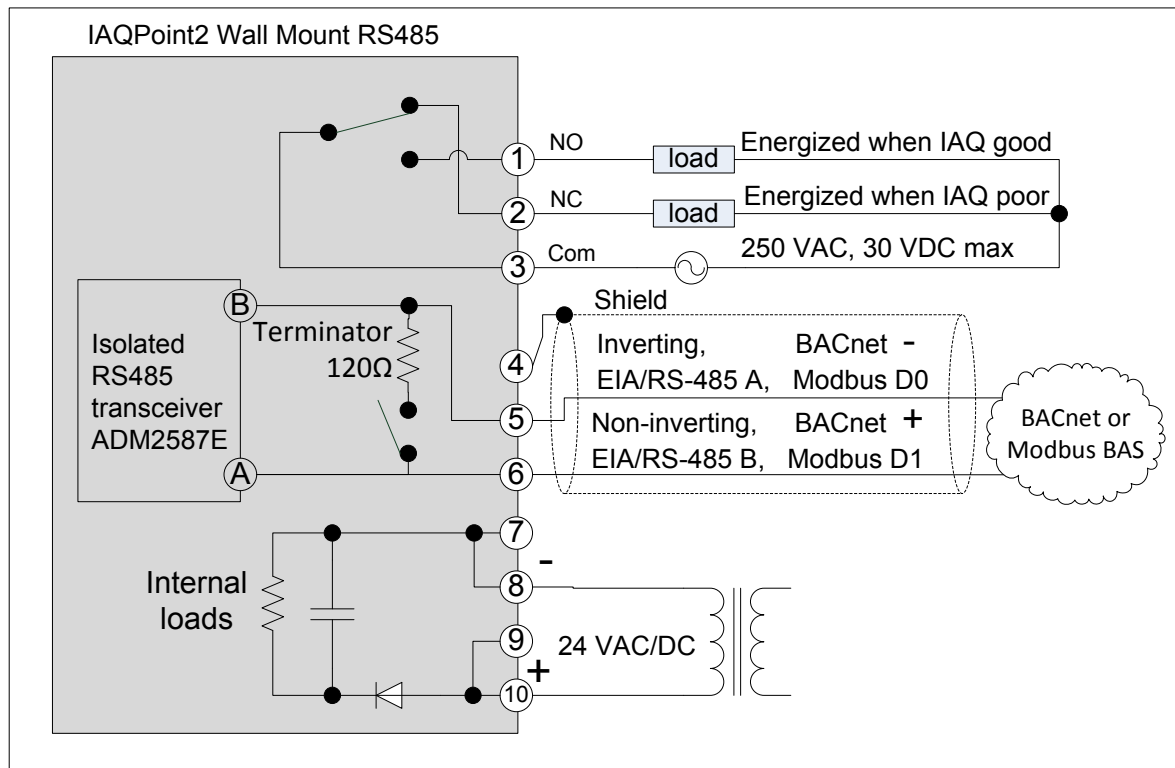 IAQPoint2 Wall Mount RS485
1 NO load Energized when IAQ good
2 NC load Energized when IAQ poor
3 Com 250 VAC, 30 VDC max
B
Isolated
RS485
transceiver
ADM2587E
A
Terminator
120Ω
Shield
4
Inverting, BACnet -
EIA/RS-485 A, Modbus D0
5
Non-inverting, BACnet +
EIA/RS-485 B, Modbus D1
6
BACnet or
Modbus BAS
7
-
8
Internal
loads
9
24 VAC/DC
+
10